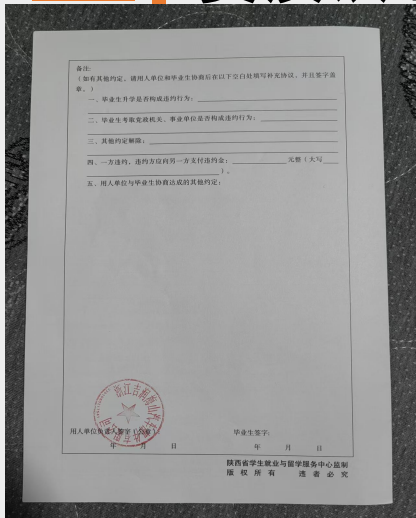 备注:
(如有其他约定,请用人单位和毕业生协商后在以下空白处填写补充协议,并且签字盖
章。)
一、毕业生升学是否构成违约行为:
二、毕业生考取党政机关、事业单位是否构成违约行为:
三、其他约定解除:
四、一方违约,违约方应向另一方支付违约金: 元整(大写
)。
五、用人单位与毕业生协商达成的其他约定:
用人单位负责人签字(公章) 毕业生签字:
年 月 日 年 月 日
陕西省学生就业与留学服务中心监制
版 权 所 有 违 者 必 究